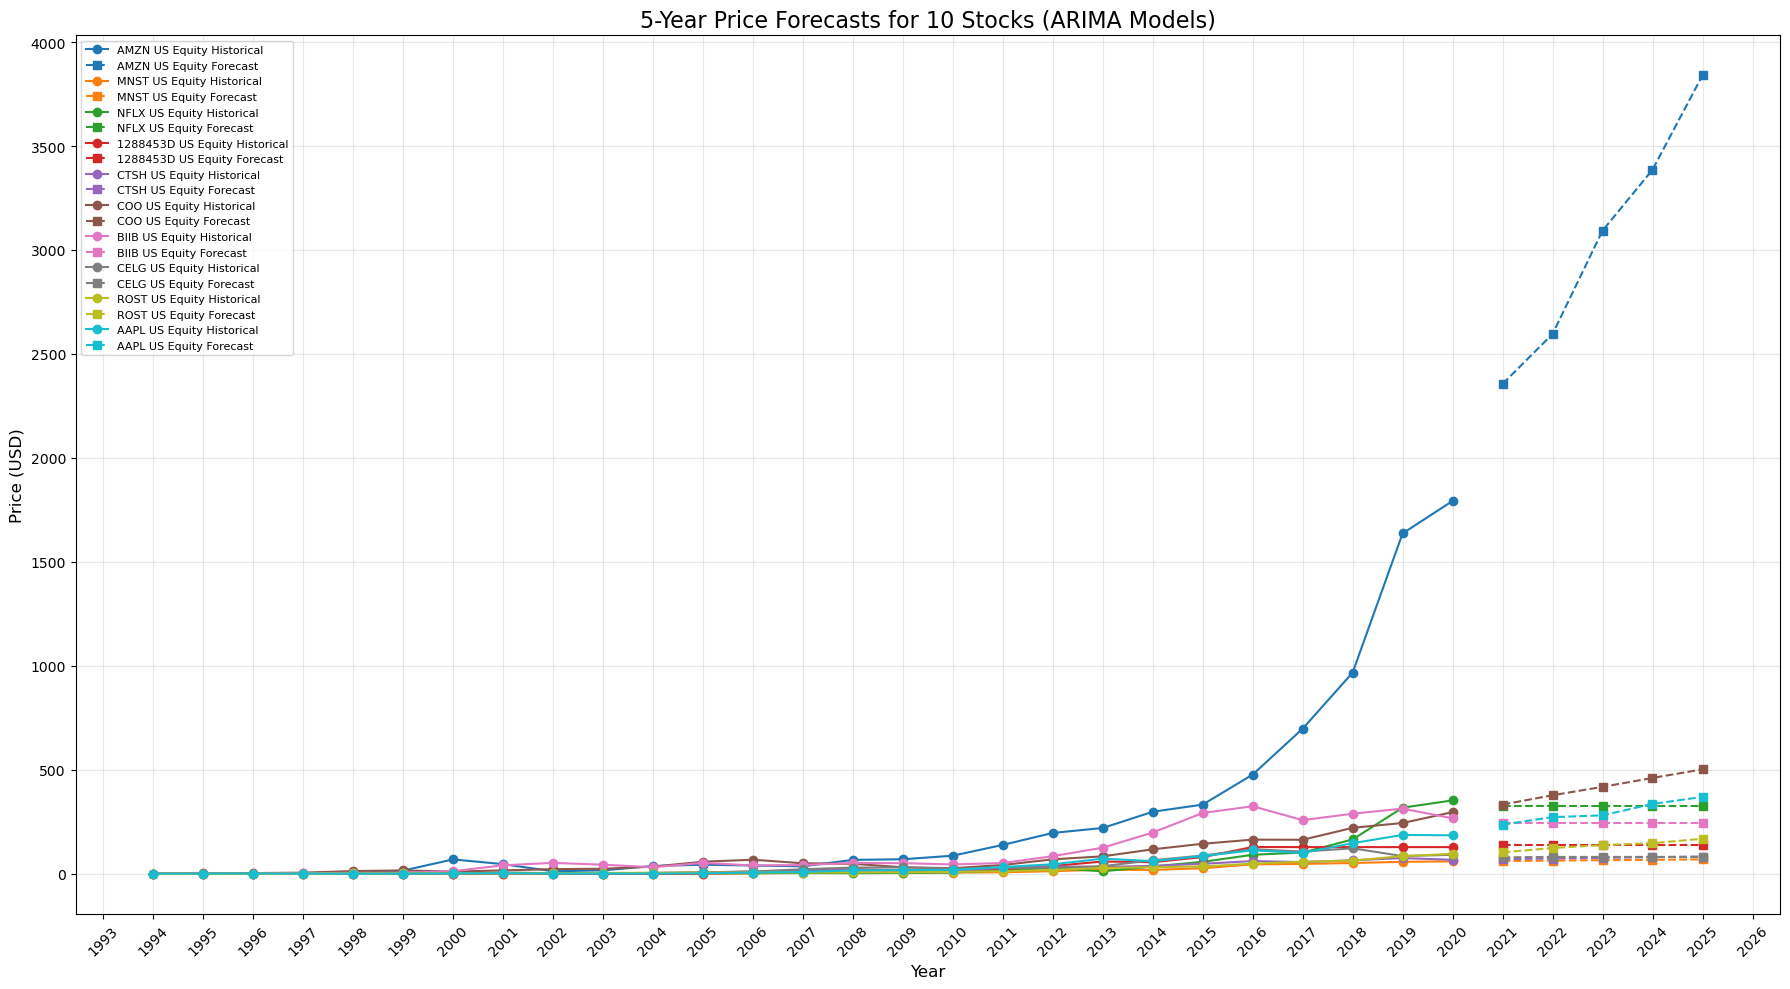 5-Year Price Forecasts for 10 Stocks (ARIMA Models)
4000
3500
3000
2500
2000
1500
1000
500
0
Price (USD)
AMZN US Equity Historical
AMZN US Equity Forecast
MNST US Equity Historical
MNST US Equity Forecast
NFLX US Equity Historical
NFLX US Equity Forecast
1288453D US Equity Historical
1288453D US Equity Forecast
CTSH US Equity Historical
CTSH US Equity Forecast
COO US Equity Historical
COO US Equity Forecast
BIIB US Equity Historical
BIIB US Equity Forecast
CELG US Equity Historical
CELG US Equity Forecast
ROST US Equity Historical
ROST US Equity Forecast
AAPL US Equity Historical
AAPL US Equity Forecast
1993 1994 1995 1996 1997 1998 1999 2000 2001 2002 2003 2004 2005 2006 2007 2008 2009 2010 2011 2012 2013 2014 2015 2016 2017 2018 2019 2020 2021 2022 2023 2024 2025 2026
Year